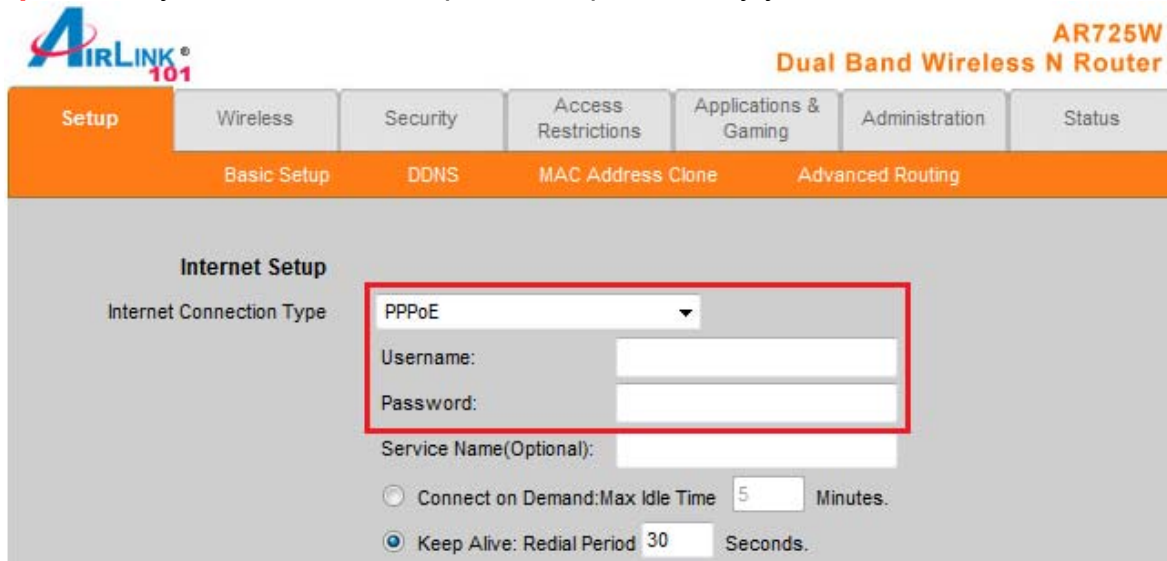 AIRLINK®
101
AR725W
Dual Band Wireless N Router
Setup
Wireless
Security
Access Restrictions
Applications & Gaming
Administration
Status
Basic Setup
DDNS
MAC Address Clone
Advanced Routing
Internet Setup
Internet Connection Type PPPoE
Username:
Password:
Service Name(Optional):
Connect on Demand:Max Idle Time 5 Minutes.
Keep Alive: Redial Period 30 Seconds.